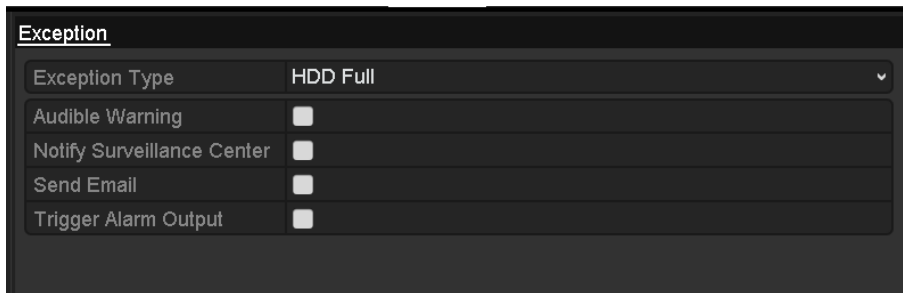 Exception
Exception Type HDD Full
Audible Warning
Notify Surveillance Center
Send Email
Trigger Alarm Output